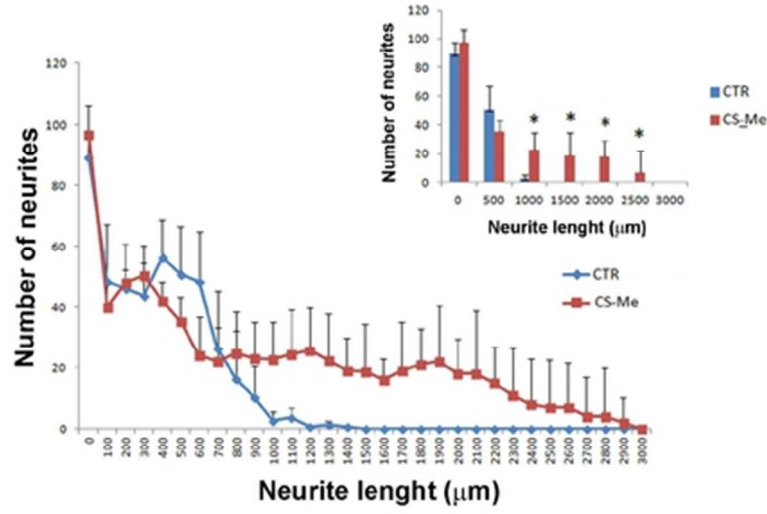 120
100
80
60
40
20
0
Number of neurites
CTR
CS_Me
* * * *
0 500 1000 1500 2000 2500 3000
Neurite lenght (μm)
120
100
80
60
40
20
0
Number of neurites
CTR
CS-Me
0 100 200 300 400 500 600 700 800 900 1000 1100 1200 1300 1400 1500 1600 1700 1800 1900 2000 2100 2200 2300 2400 2500 2600 2700 2800 2900 3000
Neurite lenght (μm)